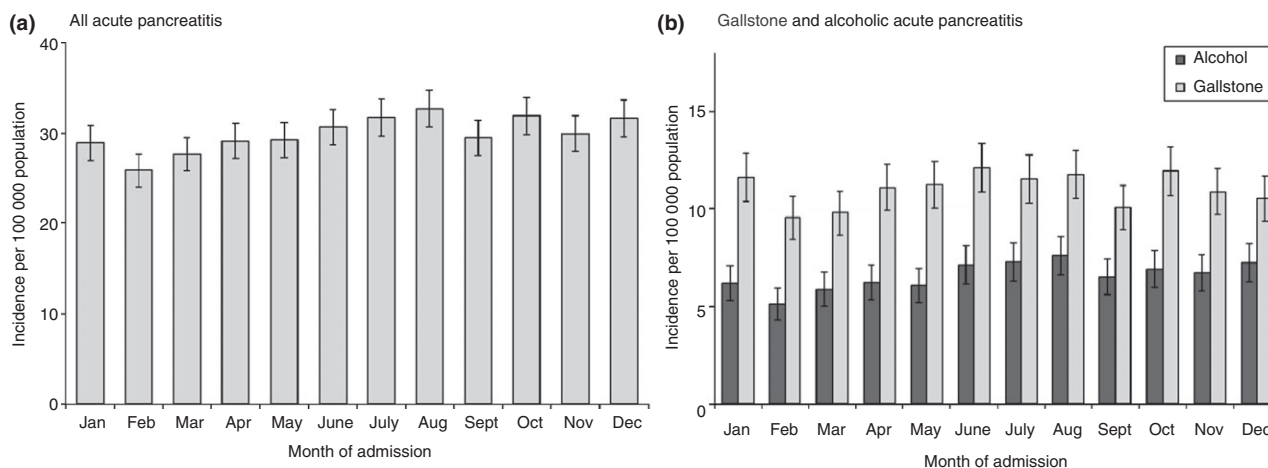 (a) All acute pancreatitis
40
30
20
10
0
Incidence per 100 000 population
Jan Feb Mar Apr May June July Aug Sept Oct Nov Dec
Month of admission
(b) Gallstone and alcoholic acute pancreatitis
Alcohol
Gallstone
15
10
5
0
Incidence per 100 000 population
Jan Feb Mar Apr May June July Aug Sept Oct Nov Dec
Month of admission